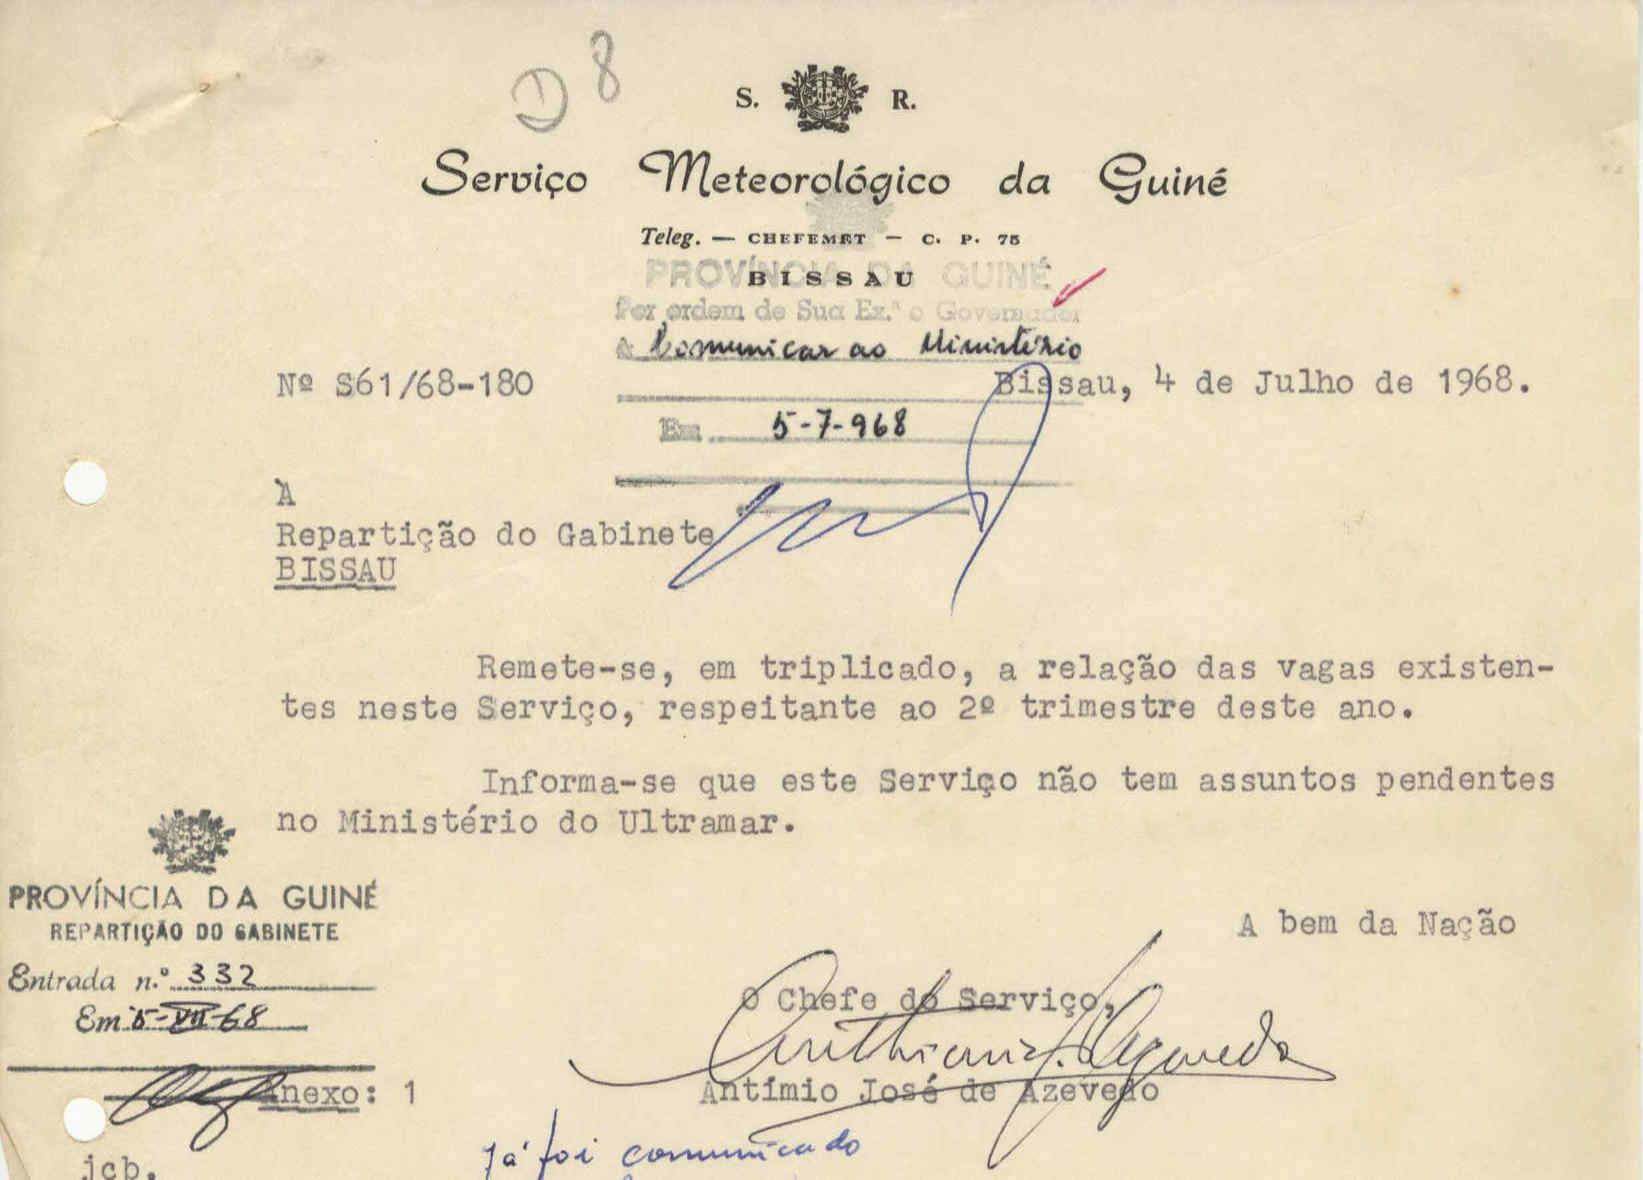 D 8
S. R.
Serviço Meteorológico da Guiné
Teleg. — CHEFEMET — C. P. 75
BISSAU
PROVÍNCIA DA GUINÉ
Por ordem de Sua Ex.ª o Governador
Comunicar ao Ministério
Nº S61/68-180
Bissau, 4 de Julho de 1968.
Em 5-7-968
A
Repartição do Gabinete
BISSAU
Remete-se, em triplicado, a relação das vagas existen-
tes neste Serviço, respeitante ao 2º trimestre deste ano.
Informa-se que este Serviço não tem assuntos pendentes
no Ministério do Ultramar.
PROVÍNCIA DA GUINÉ
REPARTIÇÃO DO GABINETE
Entrada n.º 332
Em 5-VII-68
A bem da Nação
O Chefe do Serviço,
Antímio José de Azevedo
Anexo: 1
Já foi comunicado
jcb.